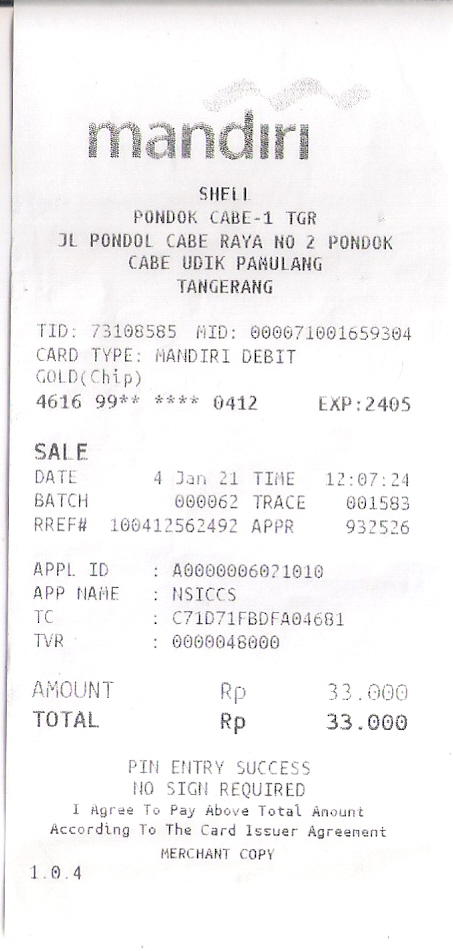 mandiri
SHELL
PONDOK CABE-1 TGR
JL PONDOL CABE RAYA NO 2 PONDOK
CABE UDIK PAMULANG
TANGERANG
TID: 73108585 MID: 000071001659304
CARD TYPE: MANDIRI DEBIT
GOLD(Chip)
4616 99** **** 0412 EXP:2405
SALE
DATE 4 Jan 21 TIME 12:07:24
BATCH 000062 TRACE 001583
RREF# 100412562492 APPR 932526
APPL ID : A0000006021010
APP NAME : NSICCS
TC : C71D71FBDFA04681
TVR : 0000048000
AMOUNT Rp 33.000
TOTAL Rp 33.000
PIN ENTRY SUCCESS
NO SIGN REQUIRED
I Agree To Pay Above Total Amount
According To The Card Issuer Agreement
MERCHANT COPY
1.0.4